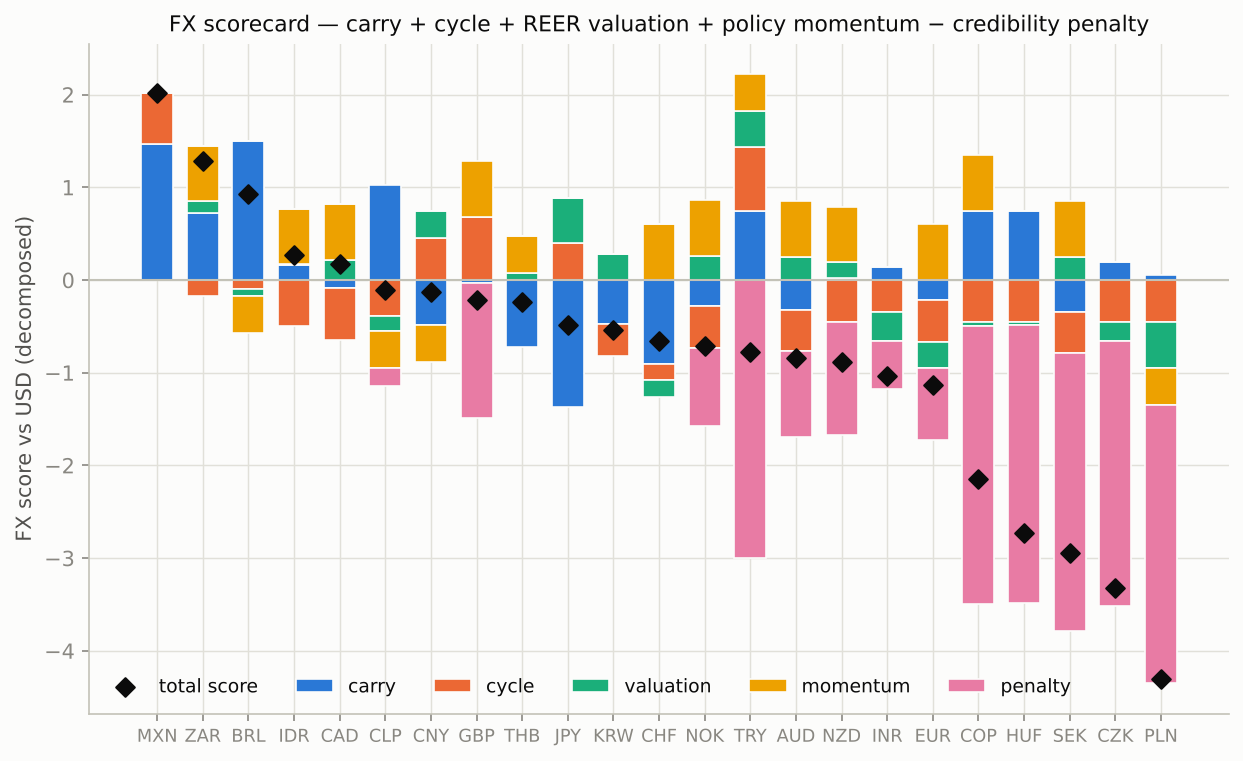 FX scorecard — carry + cycle + REER valuation + policy momentum − credibility penalty
FX score vs USD (decomposed)
2
1
0
−1
−2
−3
−4
total score
carry
cycle
valuation
momentum
penalty
MXN ZAR BRL IDR CAD CLP CNY GBP THB JPY KRW CHF NOK TRY AUD NZD INR EUR COP HUF SEK CZK PLN